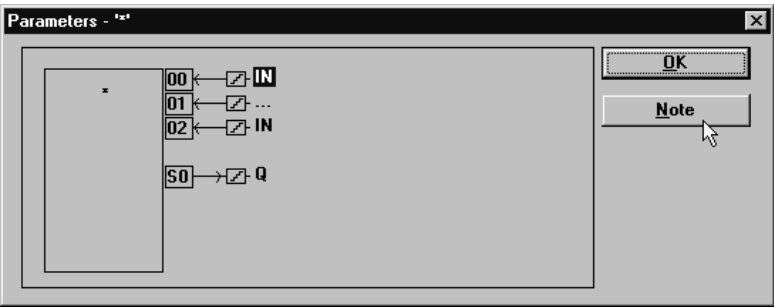 Parameters - '*'
*
00 IN
01 ...
02 IN
S0 Q
OK
Note